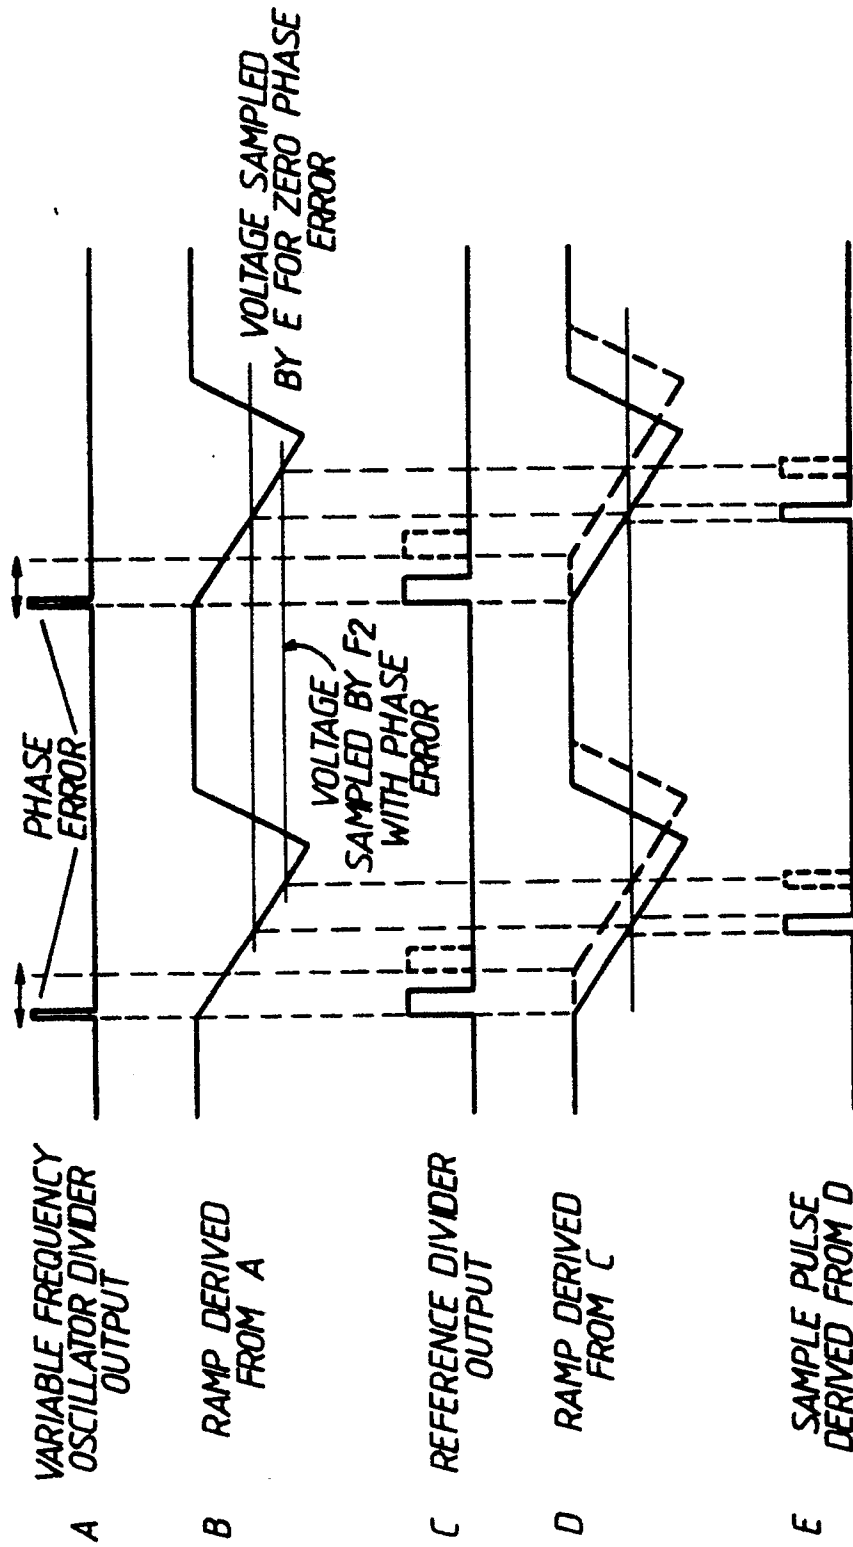 A VARIABLE FREQUENCY
OSCILLATOR DIVIDER
OUTPUT
PHASE
ERROR
B RAMP DERIVED
FROM A
VOLTAGE SAMPLED
BY E FOR ZERO PHASE
ERROR
VOLTAGE
SAMPLED BY F2
WITH PHASE
ERROR
C REFERENCE DIVIDER
OUTPUT
D RAMP DERIVED
FROM C
E SAMPLE PULSE
DERIVED FROM D